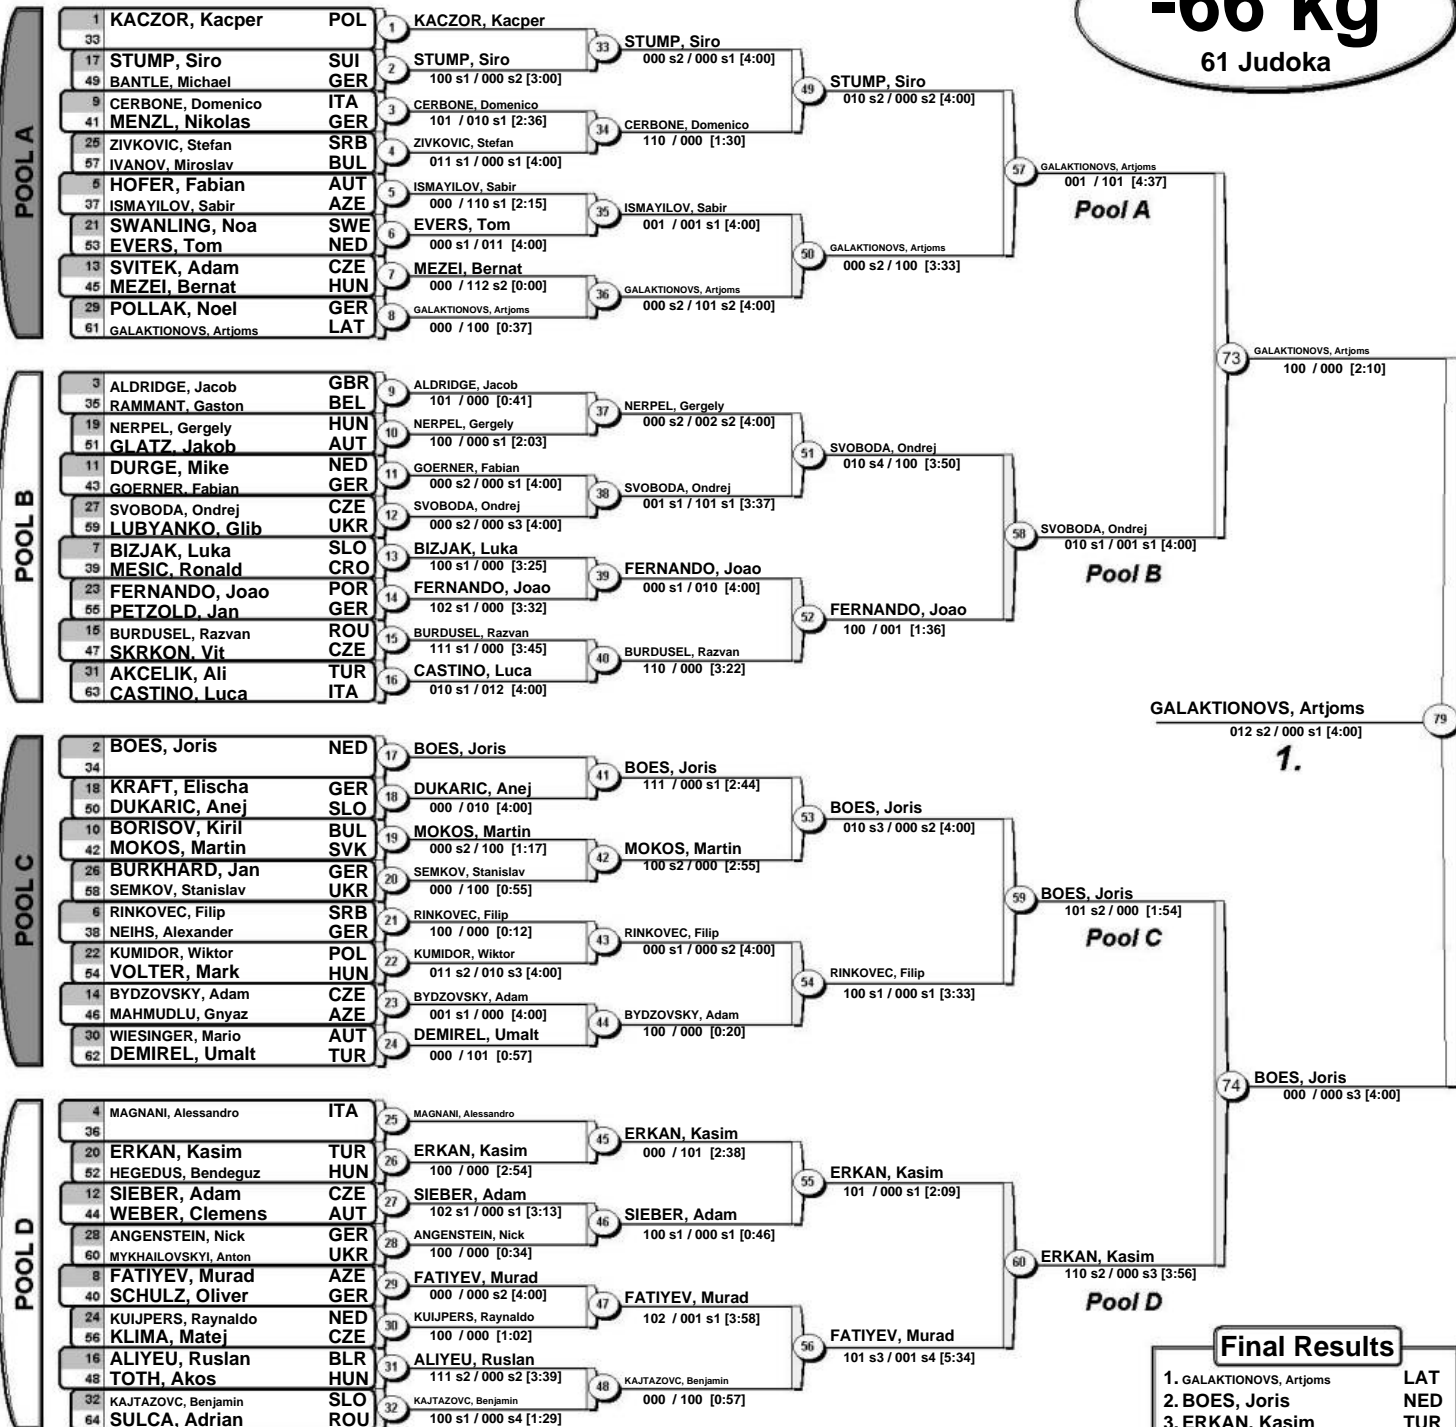 -66 kg
61 Judoka
POOL A
1 KACZOR, Kacper POL
33
17 STUMP, Siro SUI
49 BANTLE, Michael GER
9 CERBONE, Domenico ITA
41 MENZL, Nikolas GER
25 ZIVKOVIC, Stefan SRB
57 IVANOV, Miroslav BUL
5 HOFER, Fabian AUT
37 ISMAYILOV, Sabir AZE
21 SWANLING, Noa SWE
53 EVERS, Tom NED
13 SVITEK, Adam CZE
45 MEZEI, Bernat HUN
29 POLLAK, Noel GER
61 GALAKTIONOVS, Artjoms LAT
1 KACZOR, Kacper
2 STUMP, Siro
100 s1 / 000 s2 [3:00]
3 CERBONE, Domenico
101 / 010 s1 [2:36]
4 ZIVKOVIC, Stefan
011 s1 / 000 s1 [4:00]
5 ISMAYILOV, Sabir
000 / 110 s1 [2:15]
6 EVERS, Tom
000 s1 / 011 [4:00]
7 MEZEI, Bernat
000 / 112 s2 [0:00]
8 GALAKTIONOVS, Artjoms
000 / 100 [0:37]
33 STUMP, Siro
000 s2 / 000 s1 [4:00]
34 CERBONE, Domenico
110 / 000 [1:30]
35 ISMAYILOV, Sabir
001 / 001 s1 [4:00]
36 GALAKTIONOVS, Artjoms
000 s2 / 101 s2 [4:00]
49 STUMP, Siro
010 s2 / 000 s2 [4:00]
50 GALAKTIONOVS, Artjoms
000 s2 / 100 [3:33]
57 GALAKTIONOVS, Artjoms
001 / 101 [4:37]
Pool A
POOL B
3 ALDRIDGE, Jacob GBR
35 RAMMANT, Gaston BEL
19 NERPEL, Gergely HUN
51 GLATZ, Jakob AUT
11 DURGE, Mike NED
43 GOERNER, Fabian GER
27 SVOBODA, Ondrej CZE
59 LUBYANKO, Glib UKR
7 BIZJAK, Luka SLO
39 MESIC, Ronald CRO
23 FERNANDO, Joao POR
55 PETZOLD, Jan GER
15 BURDUSEL, Razvan ROU
47 SKRKON, Vit CZE
31 AKCELIK, Ali TUR
63 CASTINO, Luca ITA
9 ALDRIDGE, Jacob
101 / 000 [0:41]
10 NERPEL, Gergely
100 / 000 s1 [2:03]
11 GOERNER, Fabian
000 s2 / 000 s1 [4:00]
12 SVOBODA, Ondrej
000 s2 / 000 s3 [4:00]
13 BIZJAK, Luka
100 s1 / 000 [3:25]
14 FERNANDO, Joao
102 s1 / 000 [3:32]
15 BURDUSEL, Razvan
111 s1 / 000 [3:45]
16 CASTINO, Luca
010 s1 / 012 [4:00]
37 NERPEL, Gergely
000 s2 / 002 s2 [4:00]
38 SVOBODA, Ondrej
001 s1 / 101 s1 [3:37]
39 FERNANDO, Joao
000 s1 / 010 [4:00]
40 BURDUSEL, Razvan
110 / 000 [3:22]
51 SVOBODA, Ondrej
010 s4 / 100 [3:50]
52 FERNANDO, Joao
100 / 001 [1:36]
58 SVOBODA, Ondrej
010 s1 / 001 s1 [4:00]
Pool B
73 GALAKTIONOVS, Artjoms
100 / 000 [2:10]
GALAKTIONOVS, Artjoms 79
012 s2 / 000 s1 [4:00]
1.
POOL C
2 BOES, Joris NED
34
18 KRAFT, Elischa GER
50 DUKARIC, Anej SLO
10 BORISOV, Kiril BUL
42 MOKOS, Martin SVK
26 BURKHARD, Jan GER
58 SEMKOV, Stanislav UKR
6 RINKOVEC, Filip SRB
38 NEIHS, Alexander GER
22 KUMIDOR, Wiktor POL
54 VOLTER, Mark HUN
14 BYDZOVSKY, Adam CZE
46 MAHMUDLU, Gnyaz AZE
30 WIESINGER, Mario AUT
62 DEMIREL, Umalt TUR
17 BOES, Joris
18 DUKARIC, Anej
000 / 010 [4:00]
19 MOKOS, Martin
000 s2 / 100 [1:17]
20 SEMKOV, Stanislav
000 / 100 [0:55]
21 RINKOVEC, Filip
100 / 000 [0:12]
22 KUMIDOR, Wiktor
011 s2 / 010 s3 [4:00]
23 BYDZOVSKY, Adam
001 s1 / 000 [4:00]
24 DEMIREL, Umalt
000 / 101 [0:57]
41 BOES, Joris
111 / 000 s1 [2:44]
42 MOKOS, Martin
100 s2 / 000 [2:55]
43 RINKOVEC, Filip
000 s1 / 000 s2 [4:00]
44 BYDZOVSKY, Adam
100 / 000 [0:20]
53 BOES, Joris
010 s3 / 000 s2 [4:00]
54 RINKOVEC, Filip
100 s1 / 000 s1 [3:33]
59 BOES, Joris
101 s2 / 000 [1:54]
Pool C
POOL D
4 MAGNANI, Alessandro ITA
36
20 ERKAN, Kasim TUR
52 HEGEDUS, Bendeguz HUN
12 SIEBER, Adam CZE
44 WEBER, Clemens AUT
28 ANGENSTEIN, Nick GER
60 MYKHAILOVSKYI, Anton UKR
8 FATIYEV, Murad AZE
40 SCHULZ, Oliver GER
24 KUIJPERS, Raynaldo NED
56 KLIMA, Matej CZE
16 ALIYEU, Ruslan BLR
48 TOTH, Akos HUN
32 KAJTAZOVC, Benjamin SLO
64 SULCA, Adrian ROU
25 MAGNANI, Alessandro
26 ERKAN, Kasim
100 / 000 [2:54]
27 SIEBER, Adam
102 s1 / 000 s1 [3:13]
28 ANGENSTEIN, Nick
100 / 000 [0:34]
29 FATIYEV, Murad
000 / 000 s2 [4:00]
30 KUIJPERS, Raynaldo
100 / 000 [1:02]
31 ALIYEU, Ruslan
111 s2 / 000 s2 [3:39]
32 KAJTAZOVC, Benjamin
100 s1 / 000 s4 [1:29]
45 ERKAN, Kasim
000 / 101 [2:38]
46 SIEBER, Adam
100 s1 / 000 s1 [0:46]
47 FATIYEV, Murad
102 / 001 s1 [3:58]
48 KAJTAZOVC, Benjamin
000 / 100 [0:57]
55 ERKAN, Kasim
101 / 000 s1 [2:09]
56 FATIYEV, Murad
101 s3 / 001 s4 [5:34]
60 ERKAN, Kasim
110 s2 / 000 s3 [3:56]
Pool D
74 BOES, Joris
000 / 000 s3 [4:00]
Final Results
1. GALAKTIONOVS, Artjoms LAT
2. BOES, Joris NED
3. ERKAN, Kasim TUR